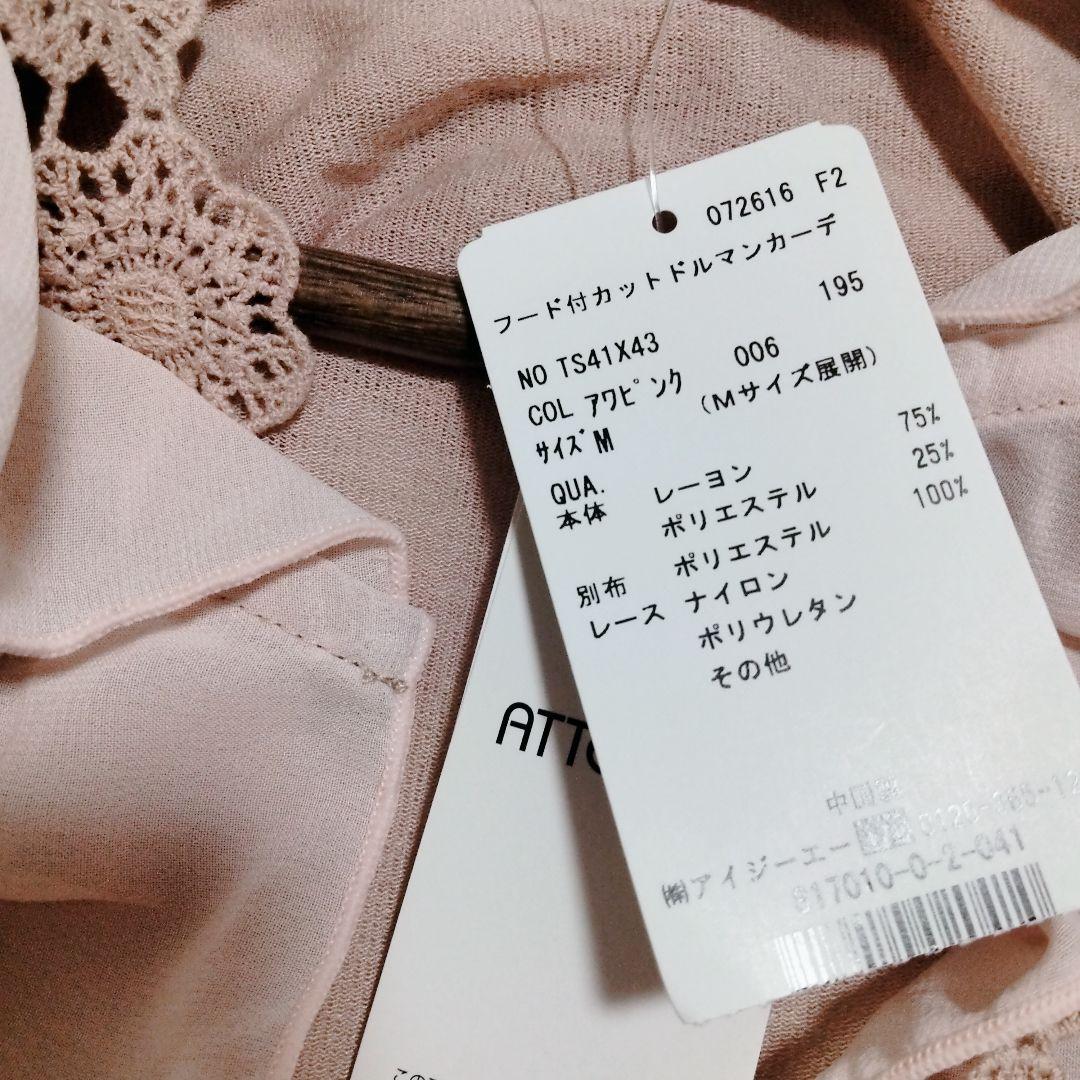 072616 F2
フード付カットドルマンカーデ
195
NO TS41X43
COL アワピンク 006
サイズ M (Mサイズ展開)
QUA.
本体 レーヨン 75%
ポリエステル 25%
別布 ポリエステル 100%
レース ナイロン
ポリウレタン
その他
中国製
㈱アイジーエー 0120-165-12
817010-0-2-041
ATT